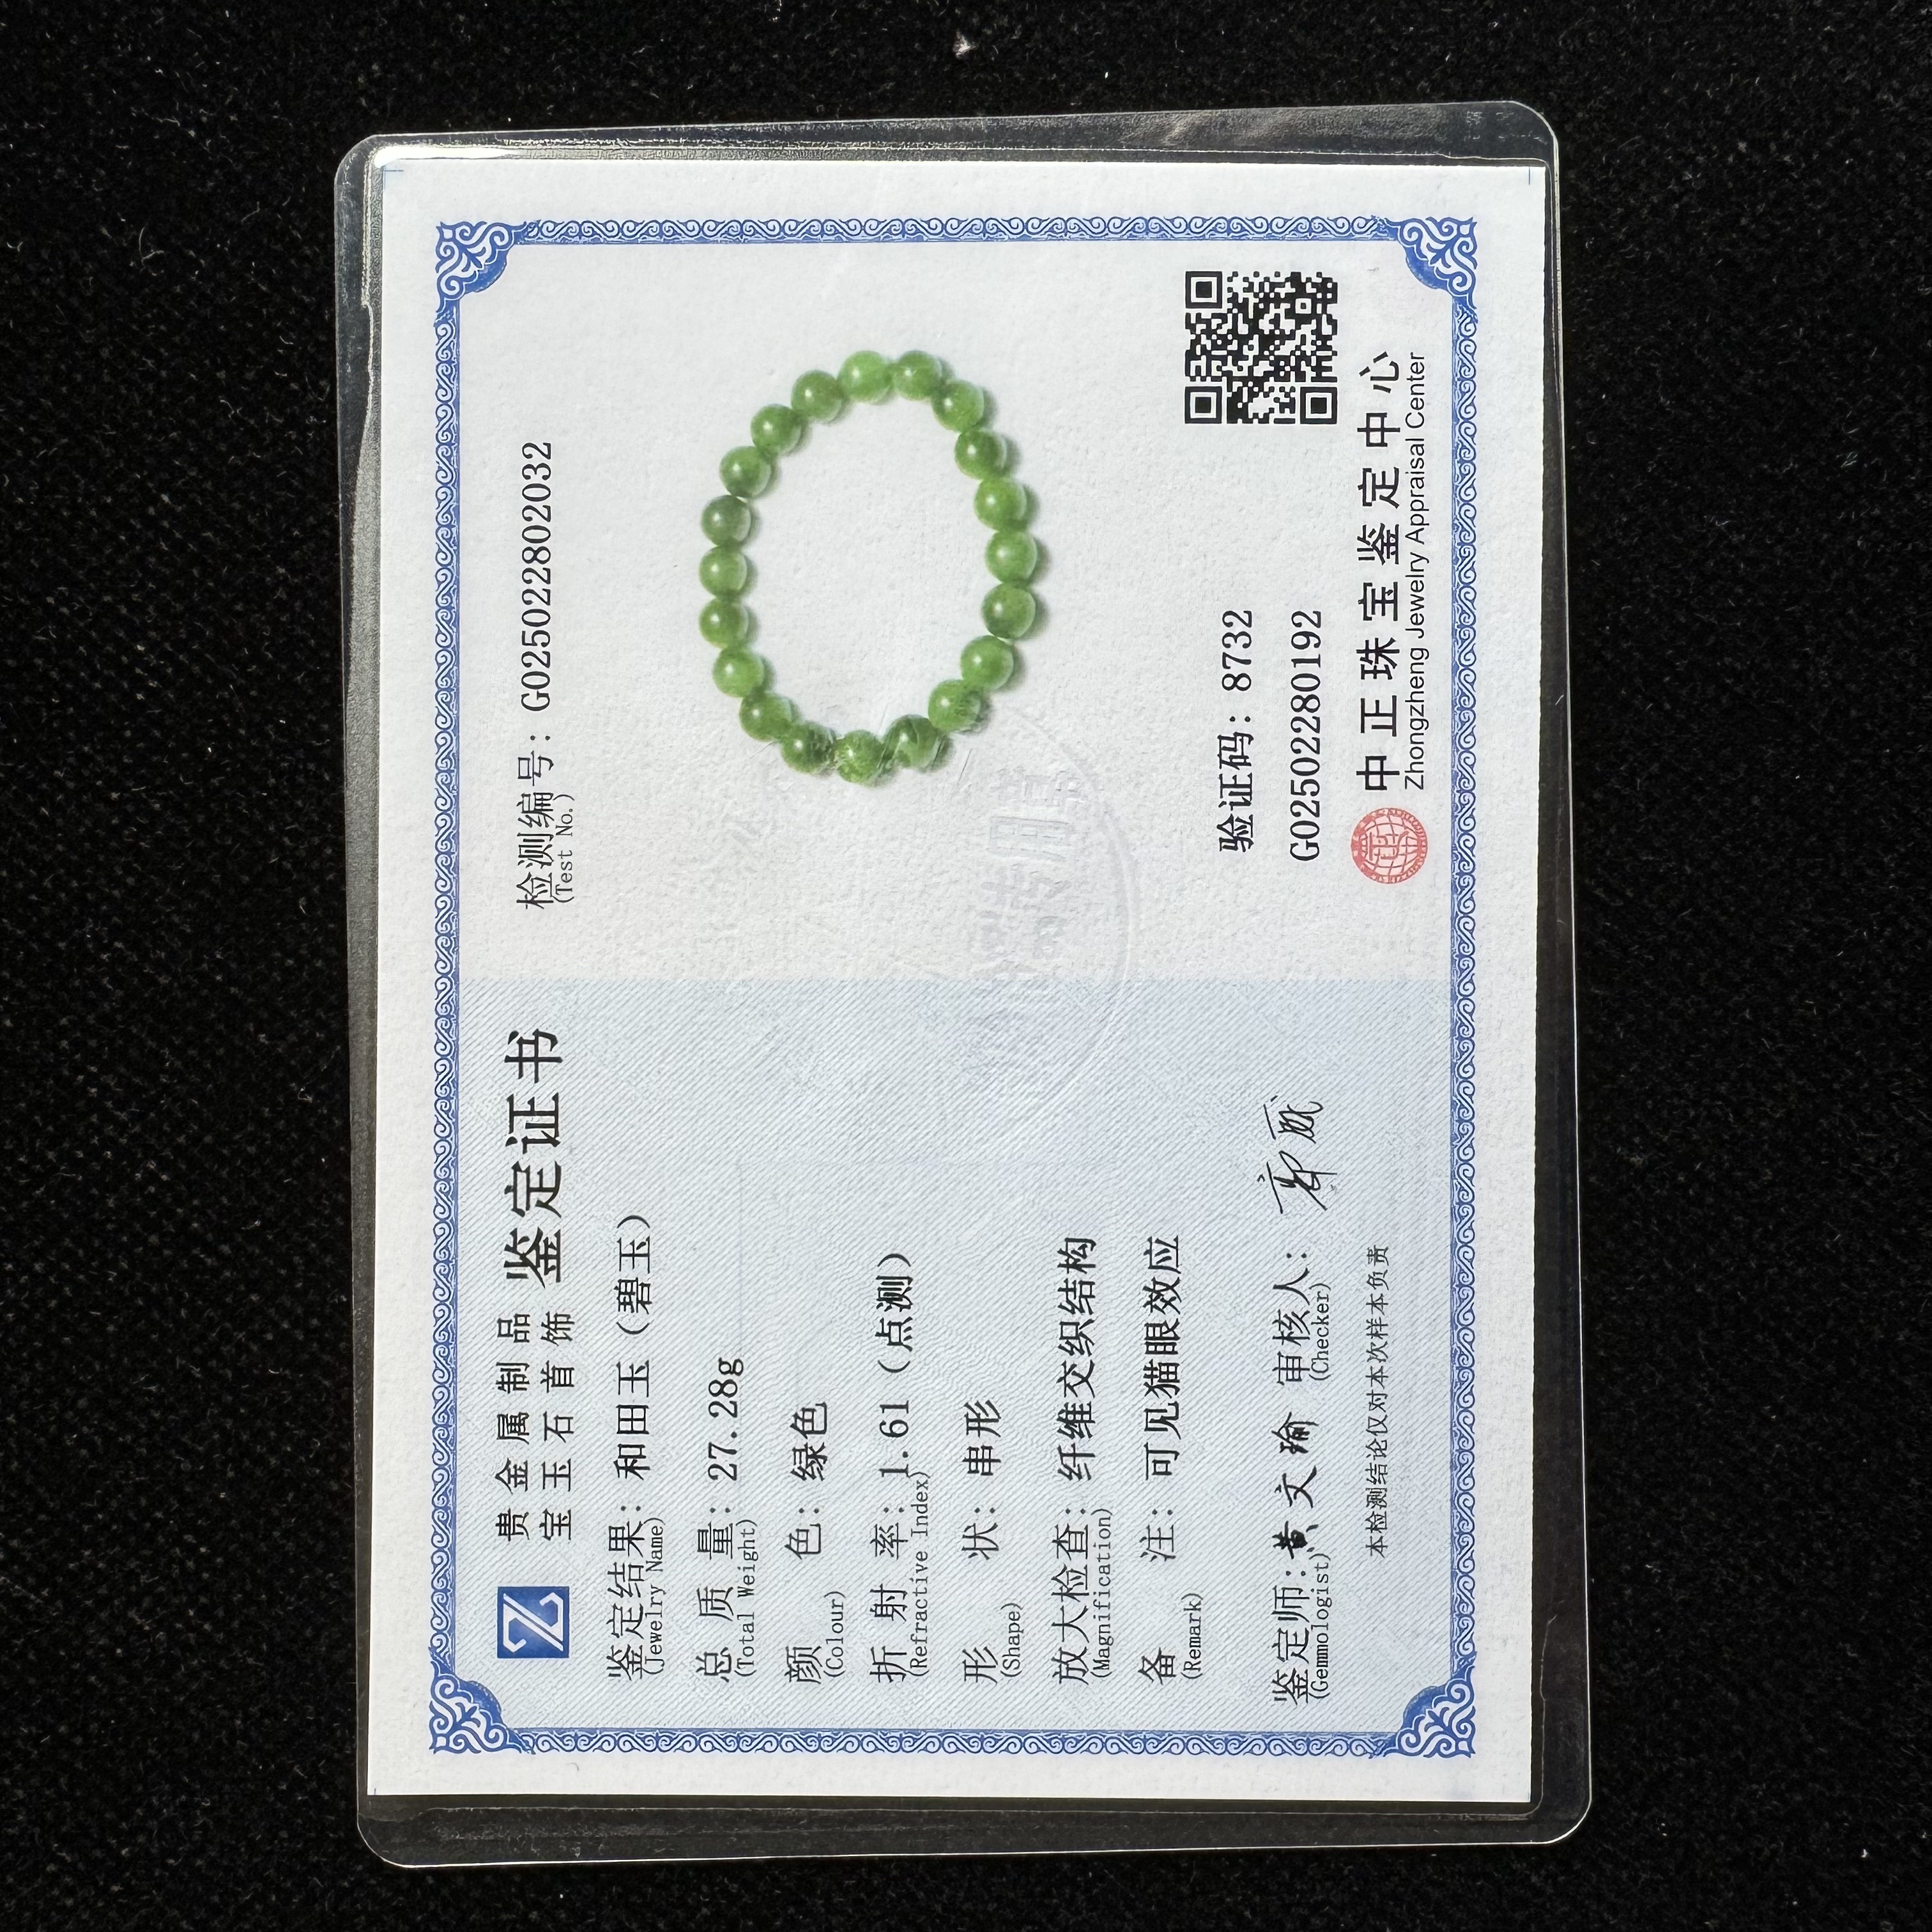 贵金属制品
宝玉石首饰
鉴定证书
鉴定结果：和田玉（碧玉）
(Jewelry Name)
总质量：27.28g
(Total Weight)
颜色：绿色
(Colour)
折射率：1.61（点测）
(Refractive Index)
形状：串形
(Shape)
放大检查：纤维交织结构
(Magnification)
备注：可见猫眼效应
(Remark)
鉴定师：黄文瑜 审核人：
(Gemmologist) (Checker)
本检测结论仅对本次样本负责
检测编号：G0250228020​32
(Test No.)
验证码：8732
G02502280192
中正珠宝鉴定中心
Zhongzheng Jewelry Appraisal Center